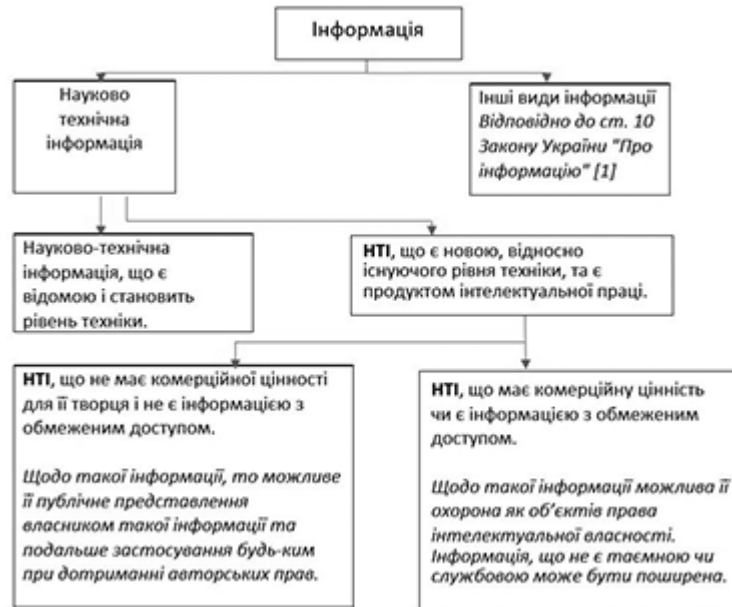 Інформація
Науково
технічна
інформація
Інші види інформації
Відповідно до ст. 10
Закону України "Про
інформацію" [1]
Науково-технічна
інформація, що є
відомою і становить
рівень техніки.
НТІ, що є новою, відносно
існуючого рівня техніки, та є
продуктом інтелектуальної праці.
НТІ, що не має комерційної цінності
для її творця і не є інформацією з
обмеженим доступом.
Щодо такої інформації, то можливе
її публічне представлення
власником такої інформації та
подальше застосування будь-ким
при дотриманні авторських прав.
НТІ, що має комерційну цінність
чи є інформацією з обмеженим
доступом.
Щодо такої інформації можлива її
охорона як об’єктів права
інтелектуальної власності.
Інформація, що не є таємною чи
службовою може бути поширена.